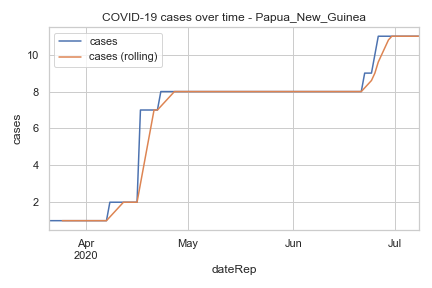 COVID-19 cases over time - Papua_New_Guinea
cases
cases (rolling)
10
8
6
4
2
cases
Apr
2020
May
Jun
Jul
dateRep